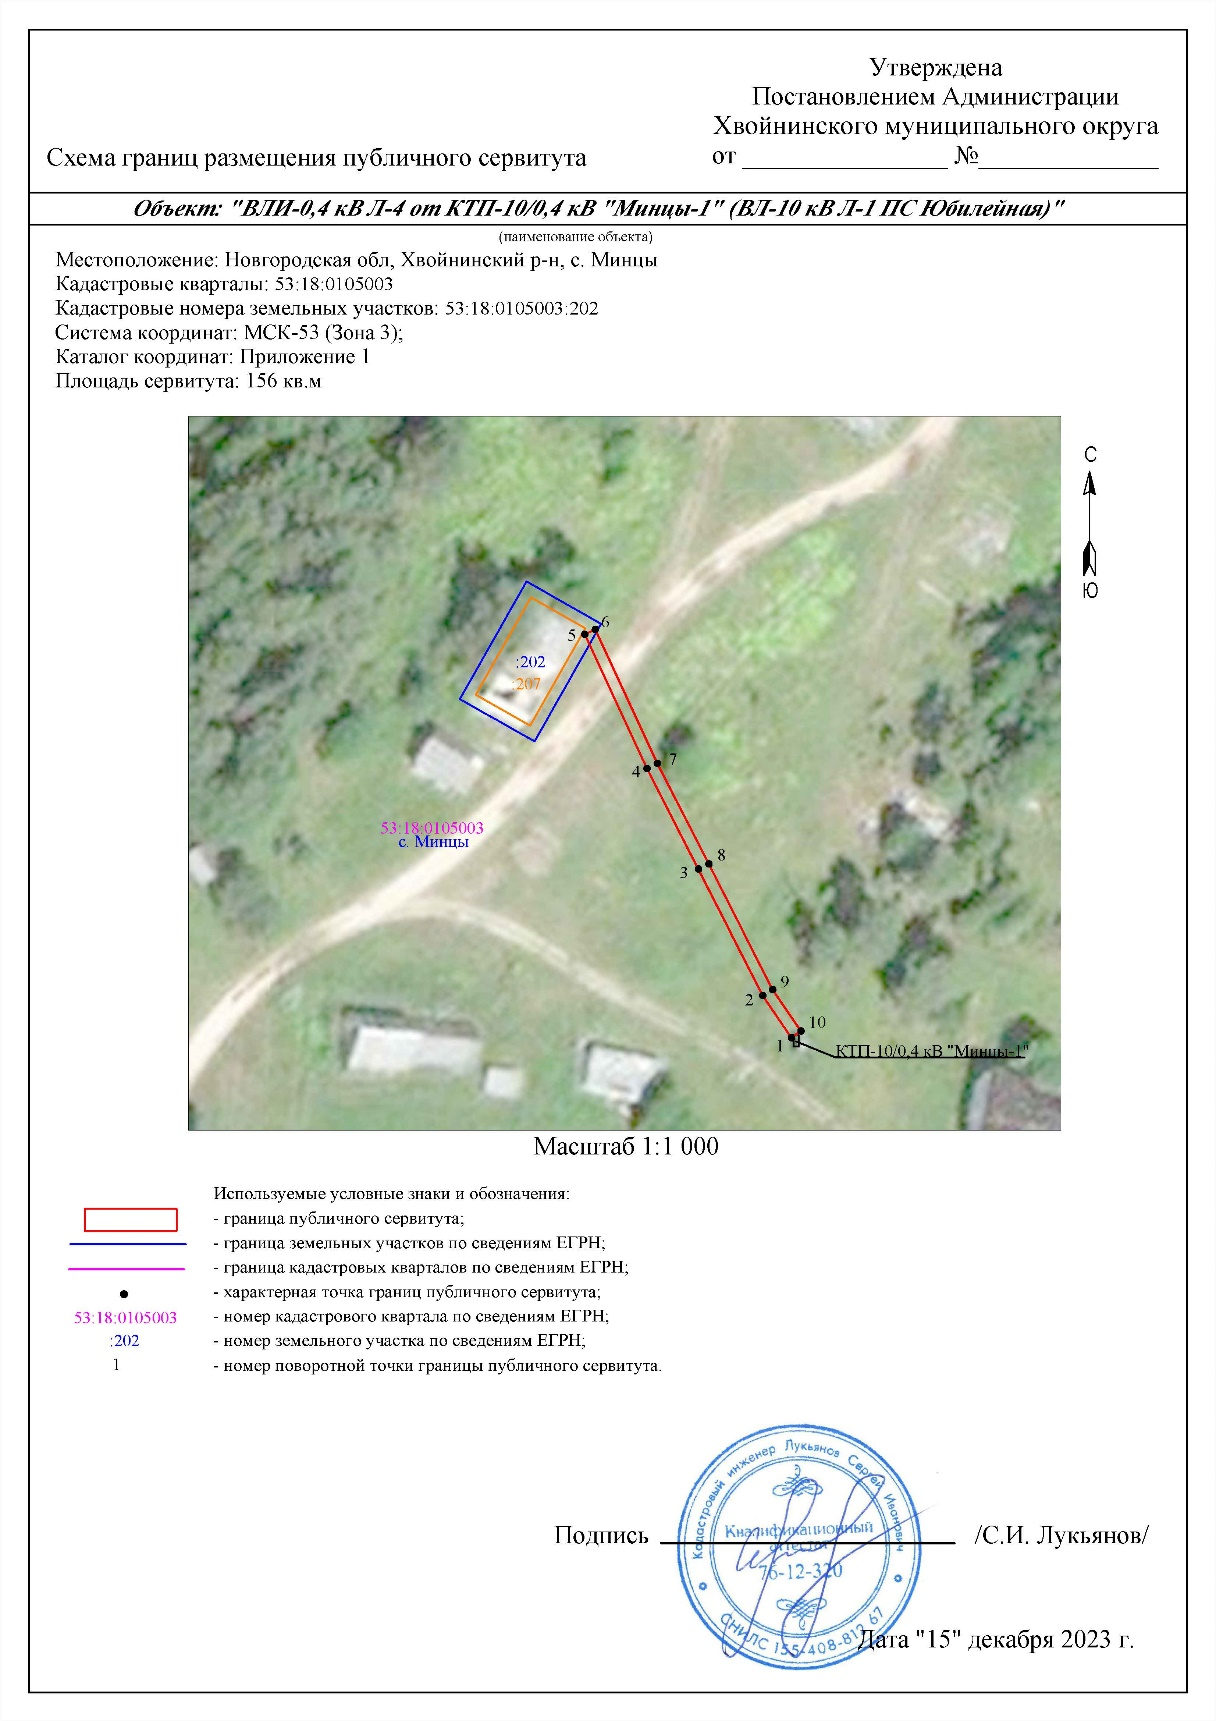 Утверждена
Постановлением Администрации
Хвойнинского муниципального округа
от ________________ №______________
Схема границ размещения публичного сервитута
Объект: "ВЛИ-0,4 кВ Л-4 от КТП-10/0,4 кВ "Минцы-1" (ВЛ-10 кВ Л-1 ПС Юбилейная)"
(наименование объекта)
Местоположение: Новгородская обл, Хвойнинский р-н, с. Минцы
Кадастровые кварталы: 53:18:0105003
Кадастровые номера земельных участков: 53:18:0105003:202
Система координат: МСК-53 (Зона 3);
Каталог координат: Приложение 1
Площадь сервитута: 156 кв.м
С
Ю
6
5
:202
:207
7
4
53:18:0105003
с. Минцы
8
3
9
2
10
1
КТП-10/0,4 кВ "Минцы-1"
Масштаб 1:1 000
Используемые условные знаки и обозначения:
- граница публичного сервитута;
- граница земельных участков по сведениям ЕГРН;
- граница кадастровых кварталов по сведениям ЕГРН;
- характерная точка границ публичного сервитута;
53:18:0105003 - номер кадастрового квартала по сведениям ЕГРН;
:202 - номер земельного участка по сведениям ЕГРН;
1 - номер поворотной точки границы публичного сервитута.
Кадастровый инженер Лукьянов Сергей Иванович
Квалификационный
аттестат
76-12-320
СНИЛС 155-408-812 67
Подпись /С.И. Лукьянов/
Дата "15" декабря 2023 г.